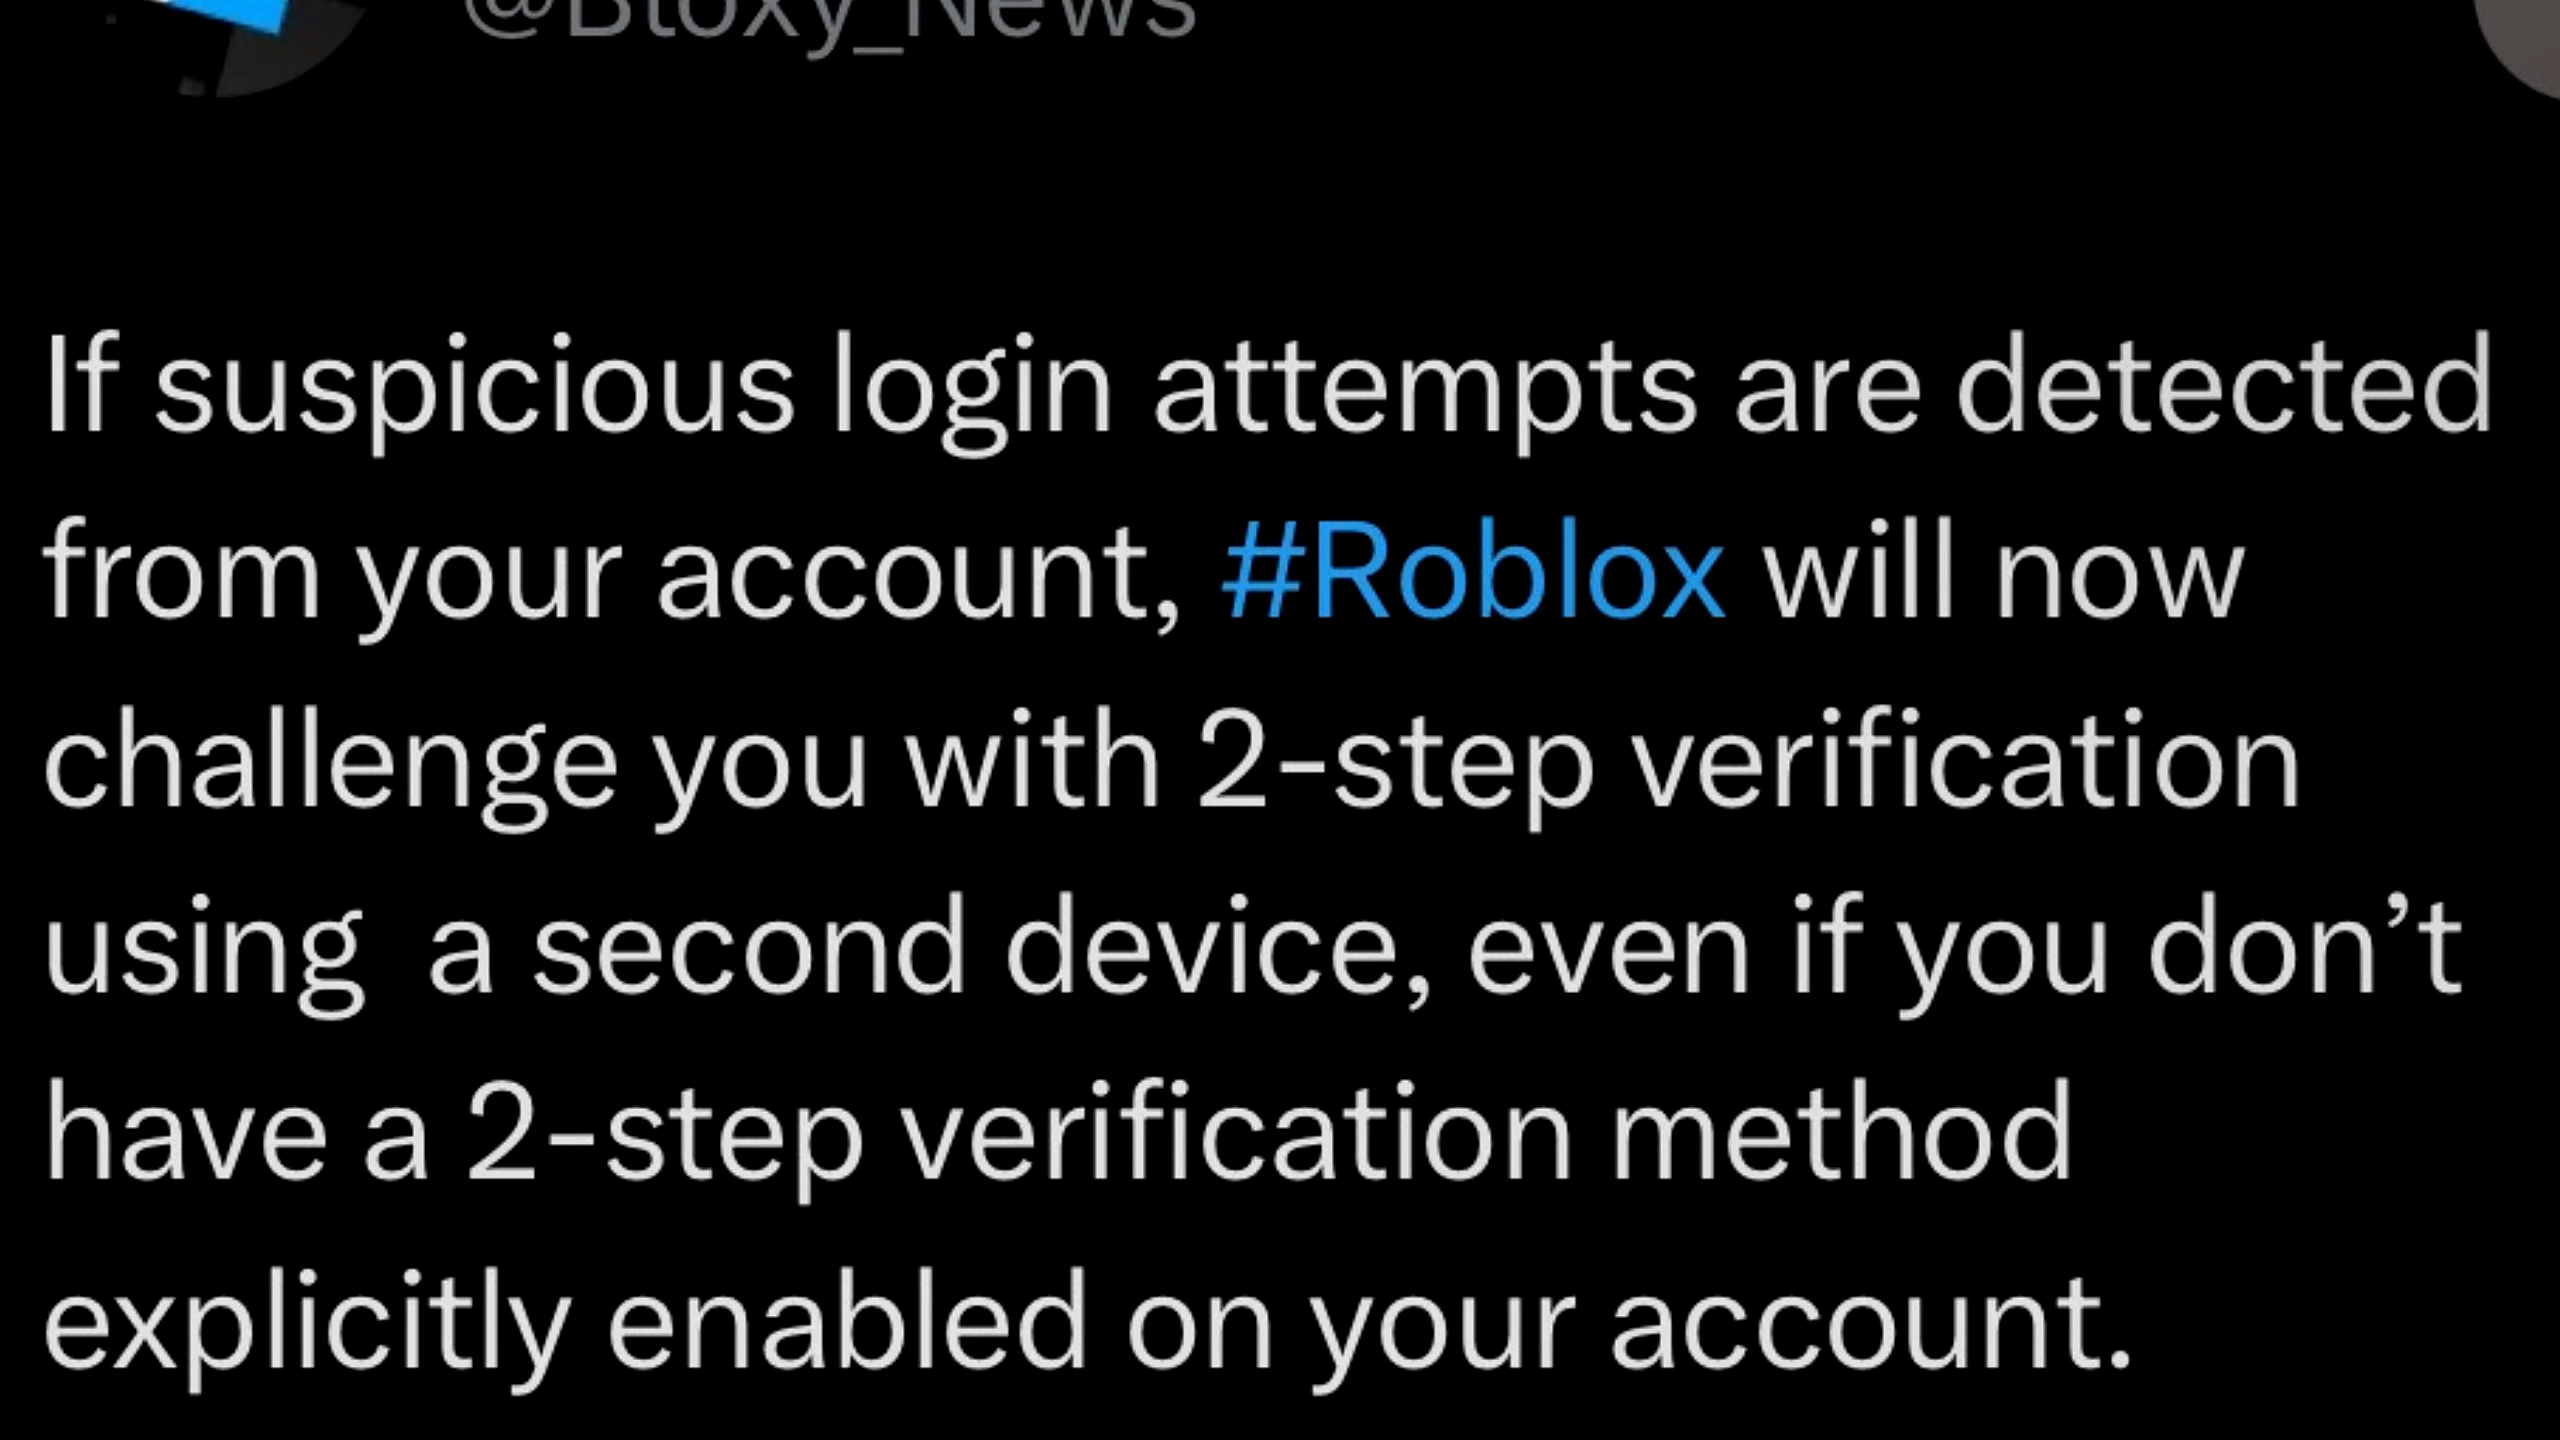 @Bloxy_News
If suspicious login attempts are detected
from your account, #Roblox will now
challenge you with 2-step verification
using  a second device, even if you don’t
have a 2-step verification method
explicitly enabled on your account.